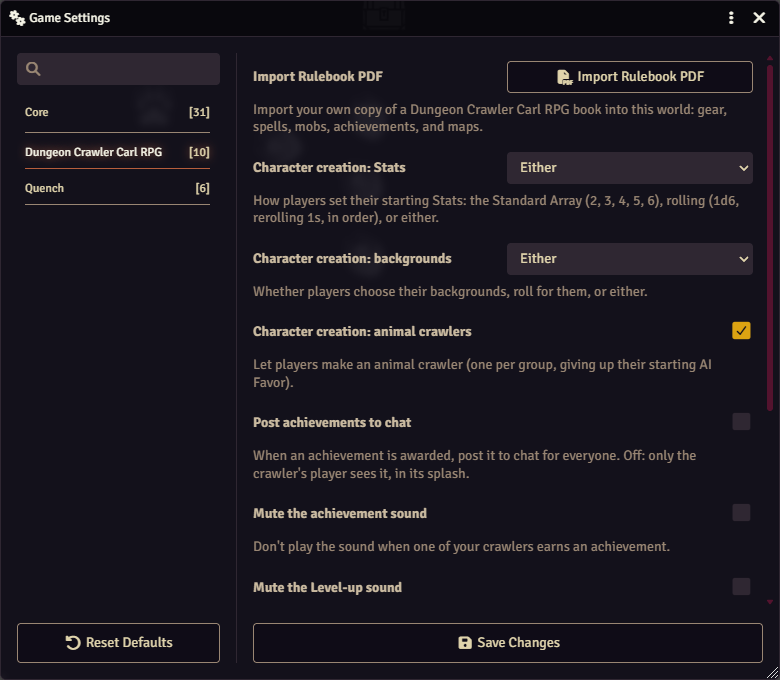 Game Settings
Core [31]
Dungeon Crawler Carl RPG [10]
Quench [6]
Reset Defaults
Import Rulebook PDF
Import Rulebook PDF
Import your own copy of a Dungeon Crawler Carl RPG book into this world: gear,
spells, mobs, achievements, and maps.
Character creation: Stats
Either
How players set their starting Stats: the Standard Array (2, 3, 4, 5, 6), rolling (1d6,
rerolling 1s, in order), or either.
Character creation: backgrounds
Either
Whether players choose their backgrounds, roll for them, or either.
Character creation: animal crawlers
Let players make an animal crawler (one per group, giving up their starting AI
Favor).
Post achievements to chat
When an achievement is awarded, post it to chat for everyone. Off: only the
crawler's player sees it, in its splash.
Mute the achievement sound
Don't play the sound when one of your crawlers earns an achievement.
Mute the Level-up sound
Save Changes